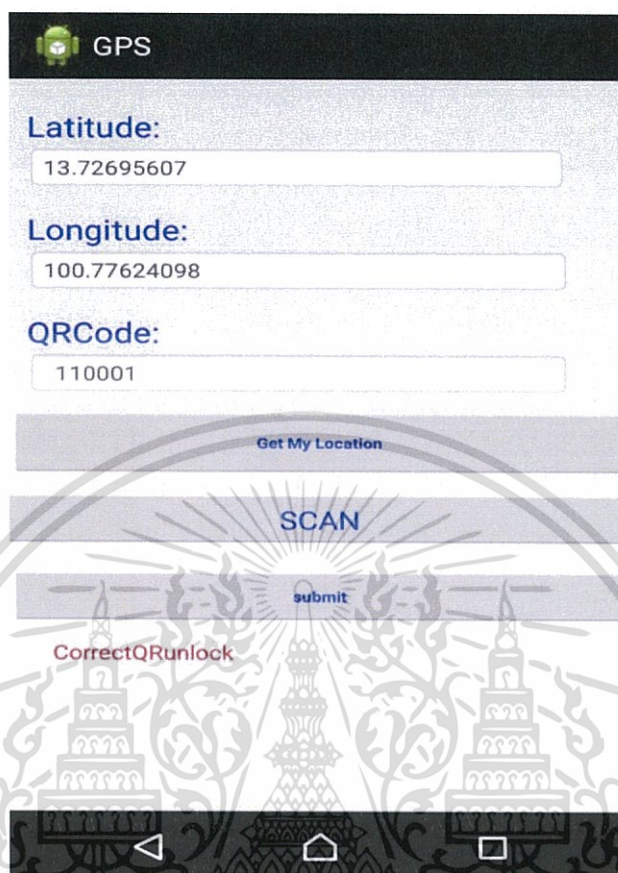 GPS
Latitude:
13.72695607
Longitude:
100.77624098
QRCode:
110001
Get My Location
SCAN
submit
CorrectQRunlock